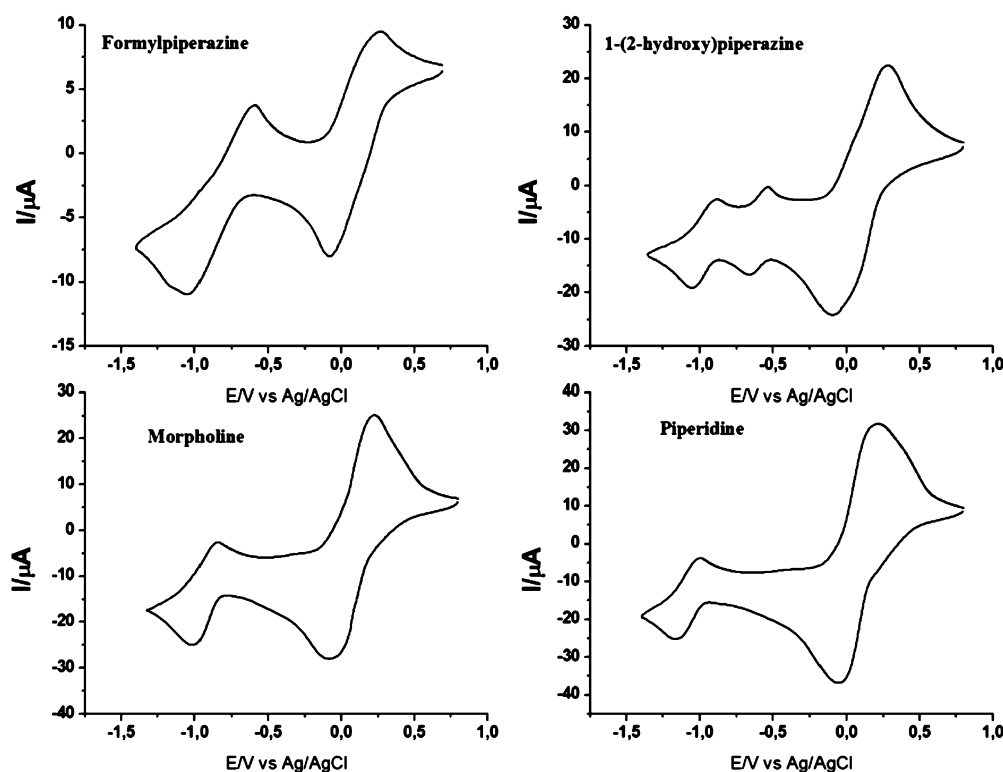 Formylpiperazine
10
5
0
-5
-10
-15
I/μA
-1,5 -1,0 -0,5 0,0 0,5 1,0
E/V vs Ag/AgCl
1-(2-hydroxy)piperazine
30
20
10
0
-10
-20
-30
I/μA
-1,5 -1,0 -0,5 0,0 0,5 1,0
E/V vs Ag/AgCl
Morpholine
30
20
10
0
-10
-20
-30
-40
I/μA
-1,5 -1,0 -0,5 0,0 0,5 1,0
E/V vs Ag/AgCl
Piperidine
40
30
20
10
0
-10
-20
-30
-40
I/μA
-1,5 -1,0 -0,5 0,0 0,5 1,0
E/V vs Ag/AgCl